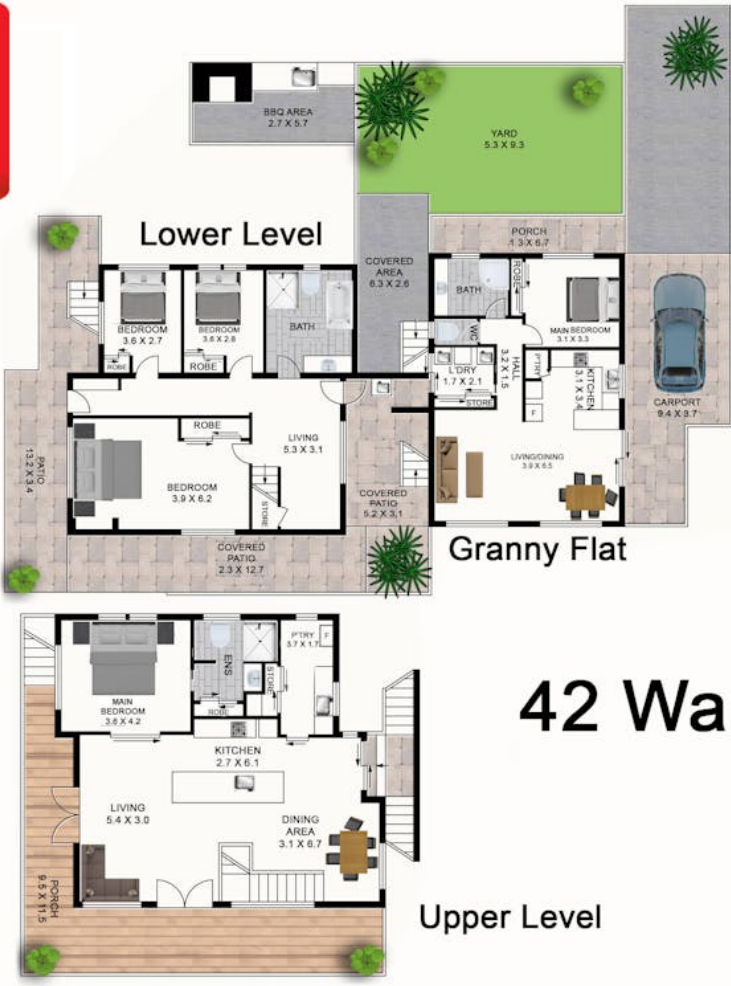 BBQ AREA
2.7 X 5.7
YARD
5.3 X 9.3
Lower Level
COVERED
AREA
6.3 X 2.6
PORCH
1.3 X 6.7
BEDROOM
3.6 X 2.7
ROBE
BEDROOM
3.6 X 2.8
ROBE
BATH
BATH
ROBE
MAIN BEDROOM
3.1 X 3.3
WC
L'DRY
1.7 X 2.1
STORE
HALL
3.2 X 1.5
PTRY
F
KITCHEN
3.1 X 3.4
CARPORT
9.4 X 3.7
PATIO
13.2 X 3.4
ROBE
BEDROOM
3.9 X 6.2
LIVING
5.3 X 3.1
STORE
COVERED
PATIO
5.2 X 3.1
LIVING/DINING
3.9 X 6.5
COVERED
PATIO
2.3 X 12.7
Granny Flat
MAIN
BEDROOM
3.6 X 4.2
ENS
ROBE
STORE
P'TRY
3.7 X 1.7
F
42 Wa
KITCHEN
2.7 X 6.1
LIVING
5.4 X 3.0
DINING
AREA
3.1 X 6.7
PORCH
9.5 X 11.5
Upper Level